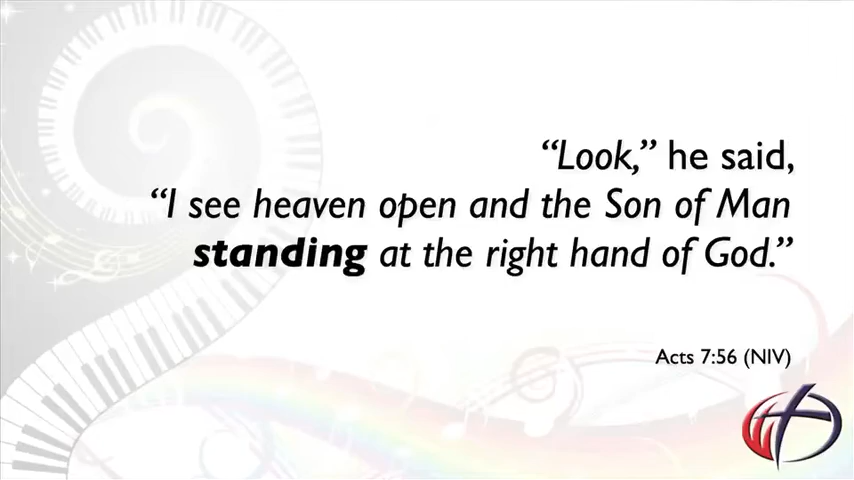 “Look,” he said,
“I see heaven open and the Son of Man
standing at the right hand of God.”
Acts 7:56 (NIV)